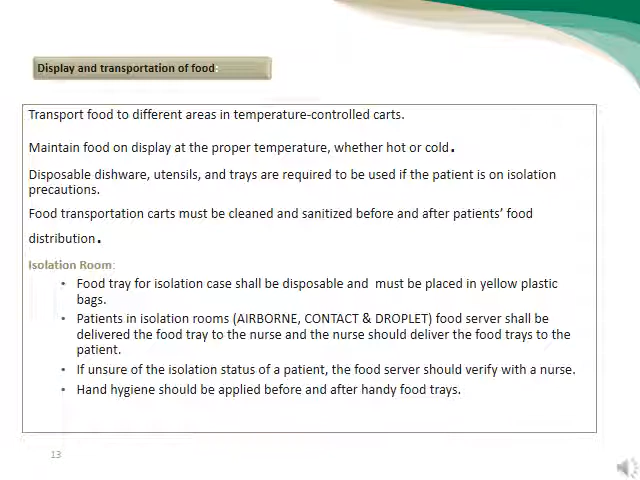 Display and transportation of food:
Transport food to different areas in temperature-controlled carts.
Maintain food on display at the proper temperature, whether hot or cold.
Disposable dishware, utensils, and trays are required to be used if the patient is on isolation
precautions.
Food transportation carts must be cleaned and sanitized before and after patients’ food
distribution.
Isolation Room:
• Food tray for isolation case shall be disposable and must be placed in yellow plastic
bags.
• Patients in isolation rooms (AIRBORNE, CONTACT & DROPLET) food server shall be
delivered the food tray to the nurse and the nurse should deliver the food trays to the
patient.
• If unsure of the isolation status of a patient, the food server should verify with a nurse.
• Hand hygiene should be applied before and after handy food trays.
13